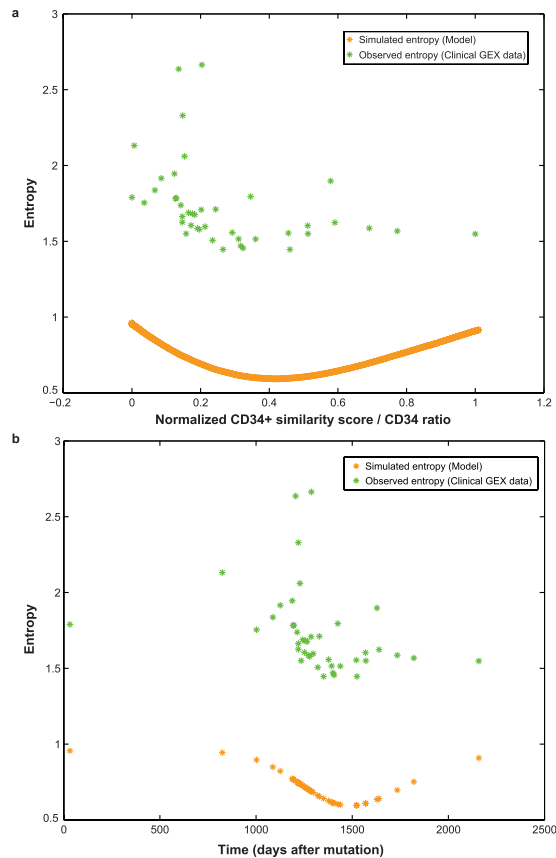 a
3
2.5
2
1.5
1
0.5
Entropy
Simulated entropy (Model)
Observed entropy (Clinical GEX data)
−0.2 0 0.2 0.4 0.6 0.8 1 1.2
Normalized CD34+ similarity score / CD34 ratio
b
3
2.5
2
1.5
1
0.5
Entropy
Simulated entropy (Model)
Observed entropy (Clinical GEX data)
0 500 1000 1500 2000 2500
Time (days after mutation)